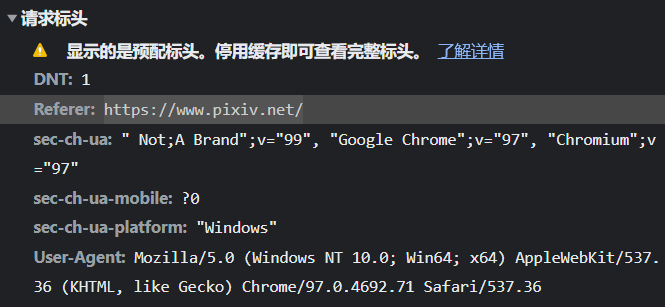 请求标头
显示的是预配标头。停用缓存即可查看完整标头。 了解详情
DNT: 1
Referer: https://www.pixiv.net/
sec-ch-ua: " Not;A Brand";v="99", "Google Chrome";v="97", "Chromium";v
="97"
sec-ch-ua-mobile: ?0
sec-ch-ua-platform: "Windows"
User-Agent: Mozilla/5.0 (Windows NT 10.0; Win64; x64) AppleWebKit/537.
36 (KHTML, like Gecko) Chrome/97.0.4692.71 Safari/537.36